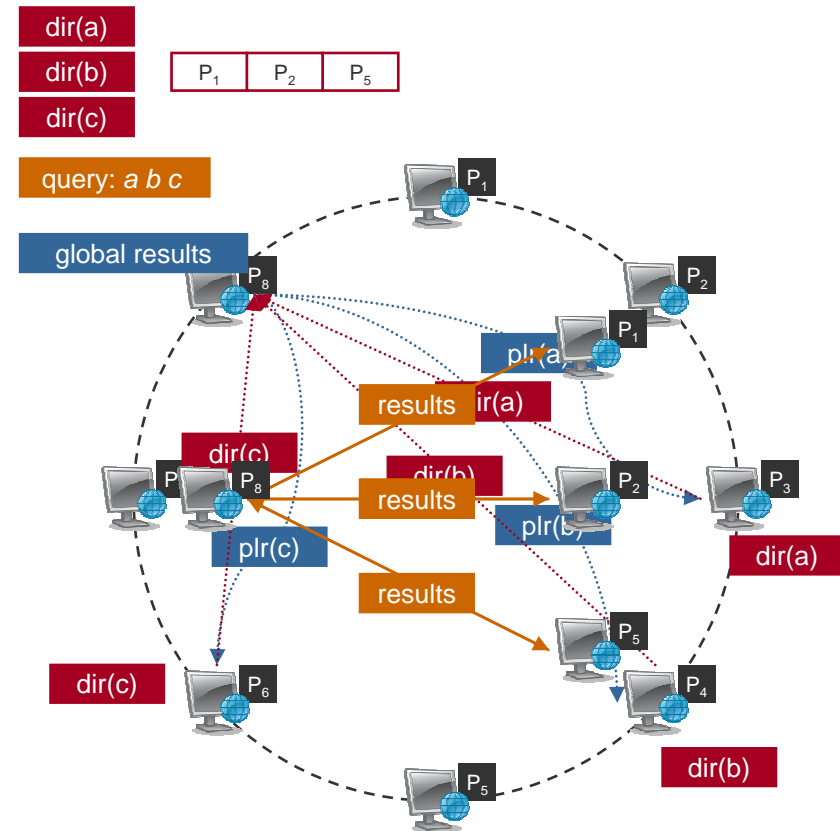 dir(a)
dir(b)
P1 P2 P5
dir(c)
query: a b c
P1
global results
P8
P2
P1
plr(a)
results
dir(a)
dir(c)
dir(b)
P
P8
results
P2
P3
plr(b)
plr(c)
dir(a)
results
P5
dir(c)
P6
P4
dir(b)
P5